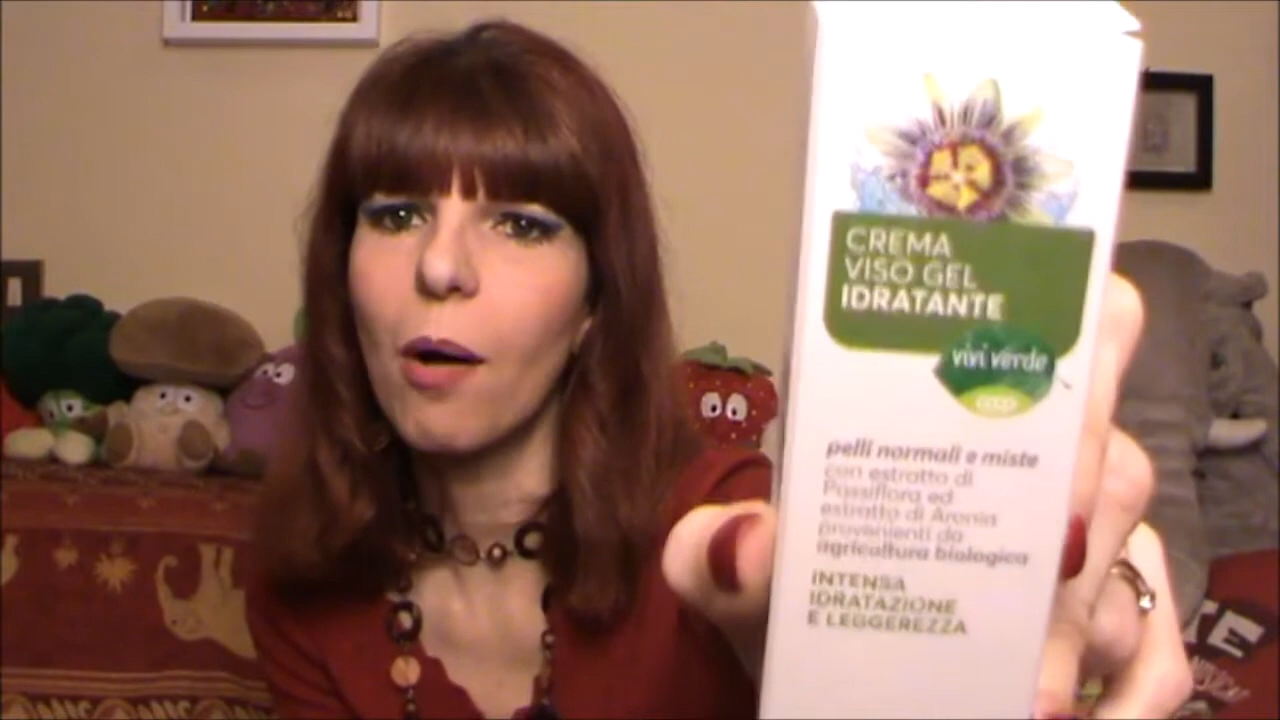 CREMA
VISO GEL
IDRATANTE
vivi verde
coop
pelli normali e miste
con estratto di
Passiflora ed
estratto di Aronia
provenienti da
agricoltura biologica
INTENSA
IDRATAZIONE
E LEGGEREZZA
TE